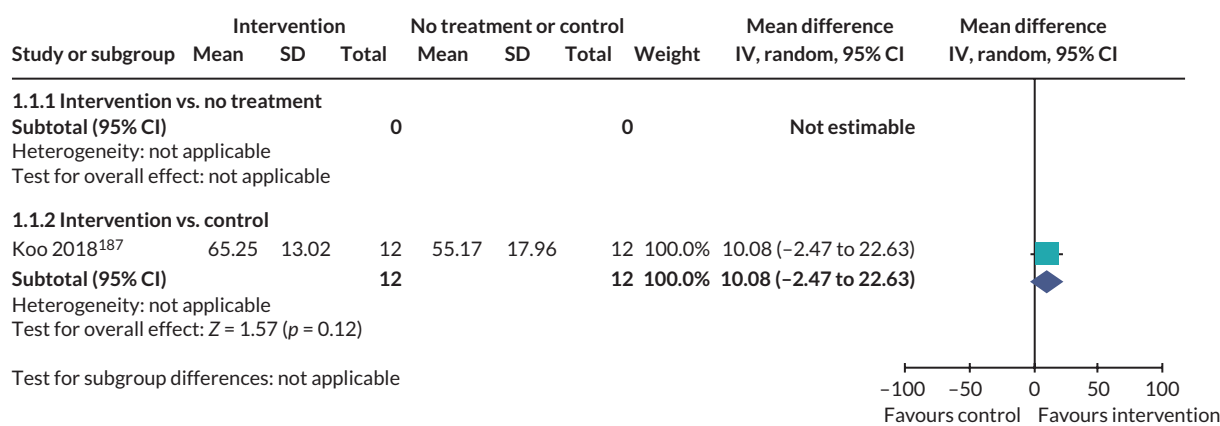 Intervention No treatment or control Mean difference Mean difference
Study or subgroup Mean SD Total Mean SD Total Weight IV, random, 95% CI IV, random, 95% CI
1.1.1 Intervention vs. no treatment
Subtotal (95% CI) 0 0 Not estimable
Heterogeneity: not applicable
Test for overall effect: not applicable
1.1.2 Intervention vs. control
Koo 2018187 65.25 13.02 12 55.17 17.96 12 100.0% 10.08 (–2.47 to 22.63)
Subtotal (95% CI) 12 12 100.0% 10.08 (–2.47 to 22.63)
Heterogeneity: not applicable
Test for overall effect: Z = 1.57 (p = 0.12)
Test for subgroup differences: not applicable
–100 –50 0 50 100
Favours control Favours intervention